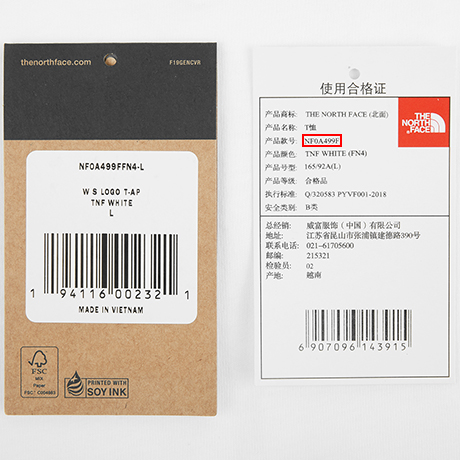 thenorthface.com
F19GENCVR
NF0A499FFN4-L
W S LOGO T-AP
TNF WHITE
L
1 94116 00232 1
MADE IN VIETNAM
FSC
MIX
Paper
PRINTED WITH
SOY INK
使用合格证
产品商标: THE NORTH FACE (北面)
产品名称: T恤
产品款号: NF0A499F
产品颜色: TNF WHITE (FN4)
产品号型: 165/92A(L)
产品等级: 合格品
执行标准: Q/320583 PYVF001-2018
安全类别: B类
THE
NORTH
FACE
总经销: 威富服饰（中国）有限公司
地址: 江苏省昆山市张浦镇建德路390号
联系电话: 021-61705600
邮编: 215321
检验员: 02
产地: 越南
6 907096 143915